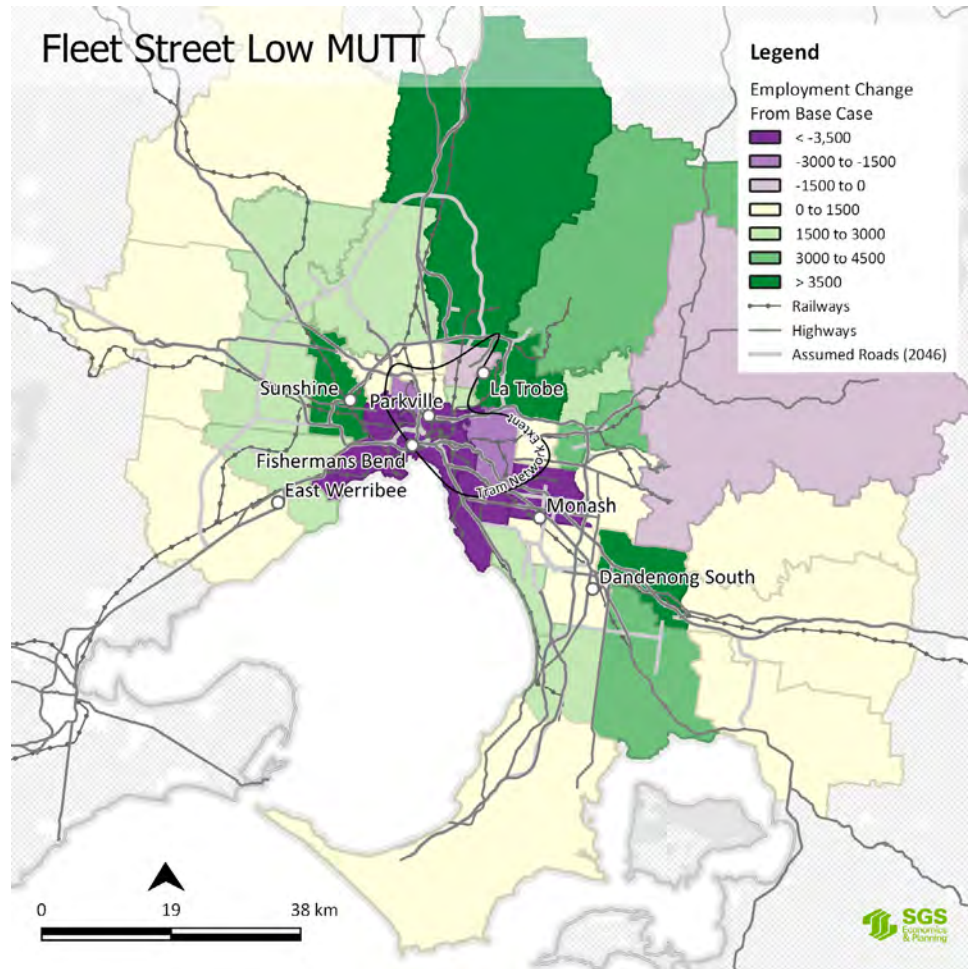 Fleet Street Low MUTT
Legend
Employment Change
From Base Case
< -3,500
-3000 to -1500
-1500 to 0
0 to 1500
1500 to 3000
3000 to 4500
> 3500
Railways
Highways
Assumed Roads (2046)
Sunshine
Parkville
La Trobe
Tram Network Extent
Fishermans Bend
East Werribee
Monash
Dandenong South
0 19 38 km
SGS
Economics
& Planning